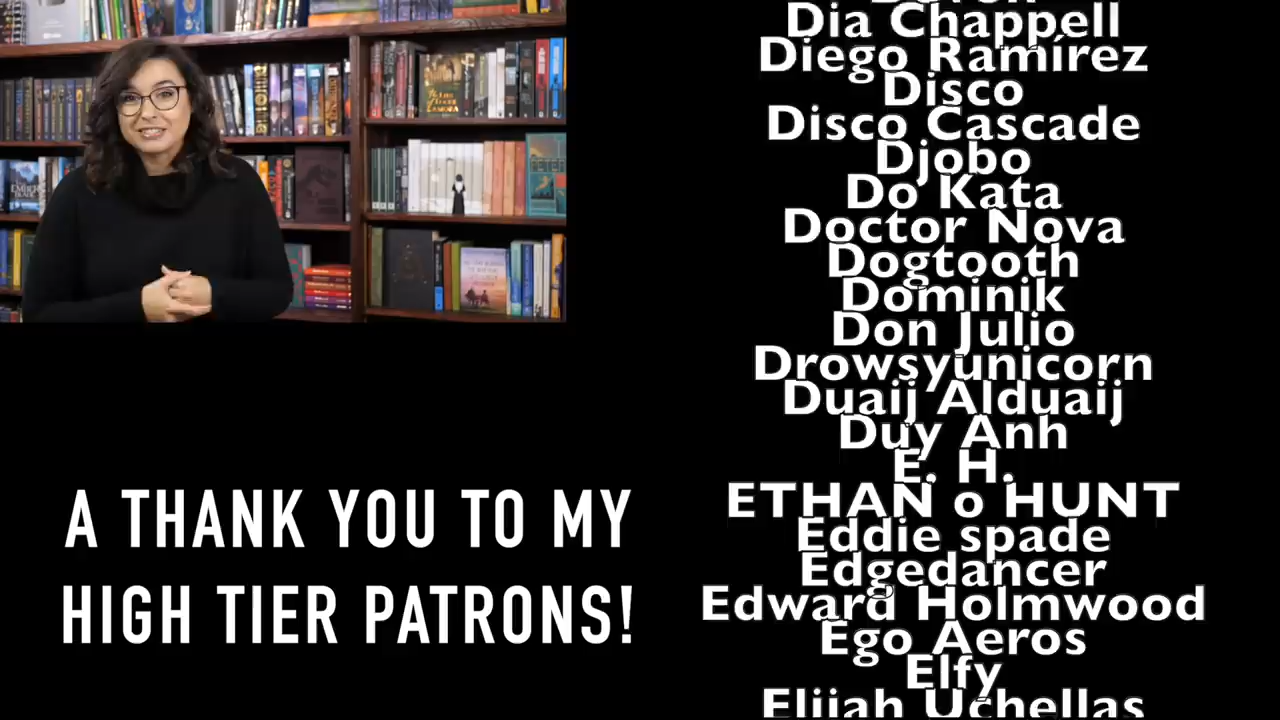 A THANK YOU TO MY
HIGH TIER PATRONS!
Dia Chappell
Diego Ramírez
Disco
Disco Cascade
Djobo
Do Kata
Doctor Nova
Dogtooth
Dominik
Don Julio
Drowsyunicorn
Duaij Alduaij
Duy Anh
E. H.
ETHAN o HUNT
Eddie spade
Edgedancer
Edward Holmwood
Ego Aeros
Elfy
Elijah Uchellas